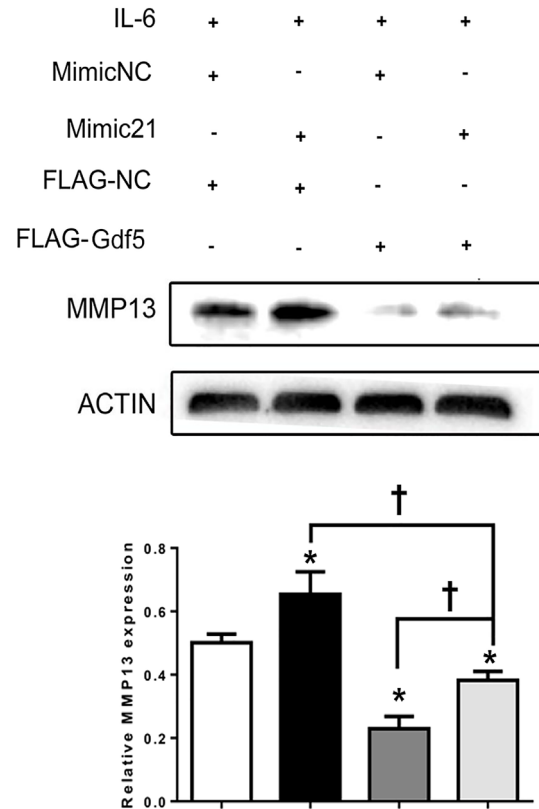 IL-6 + + + +
MimicNC + - + -
Mimic21 - + - +
FLAG-NC + + - -
FLAG-Gdf5 - - + +
MMP13
ACTIN
Relative MMP13 expression
0.8
0.6
0.4
0.2
0.0
†
*
†
*
*